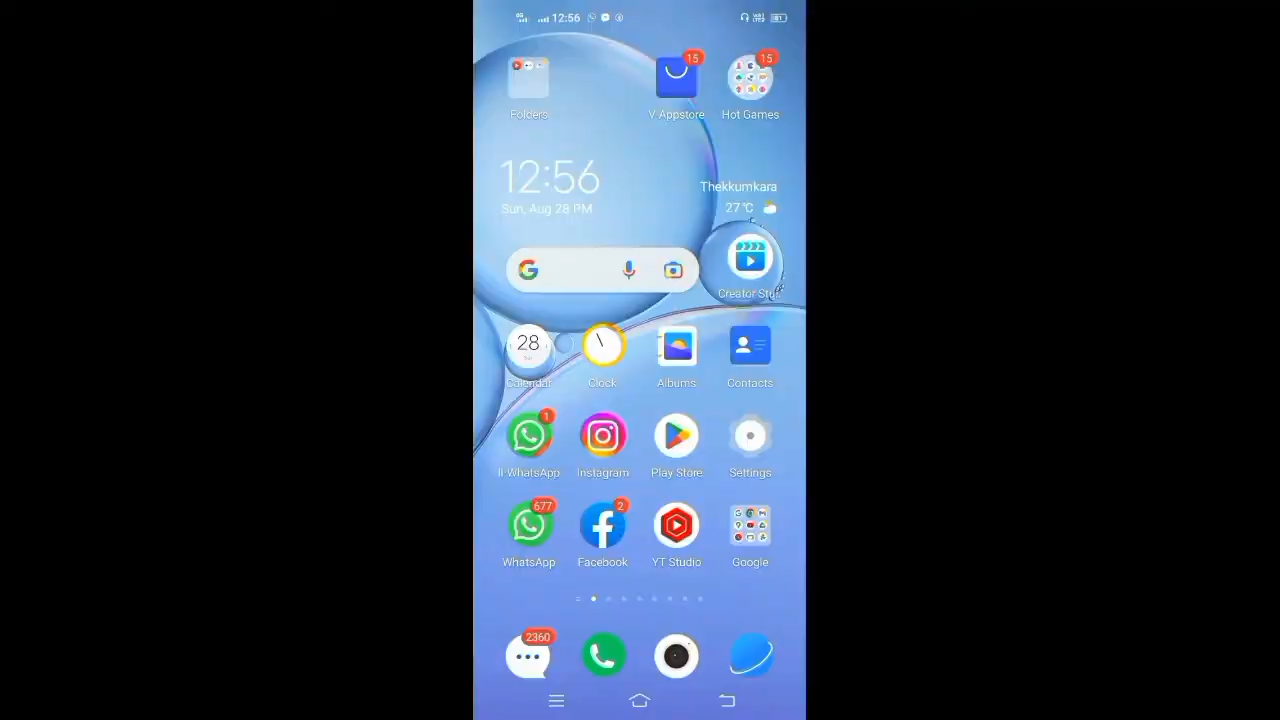 12:56
15
15
Folders
V-Appstore
Hot Games
12:56
Sun, Aug 28 PM
Thekkumkara
27°C
Creator Stu..
28
Calendar
Clock
Albums
Contacts
1
II·WhatsApp
Instagram
Play Store
Settings
677
2
WhatsApp
Facebook
YT Studio
Google
2360